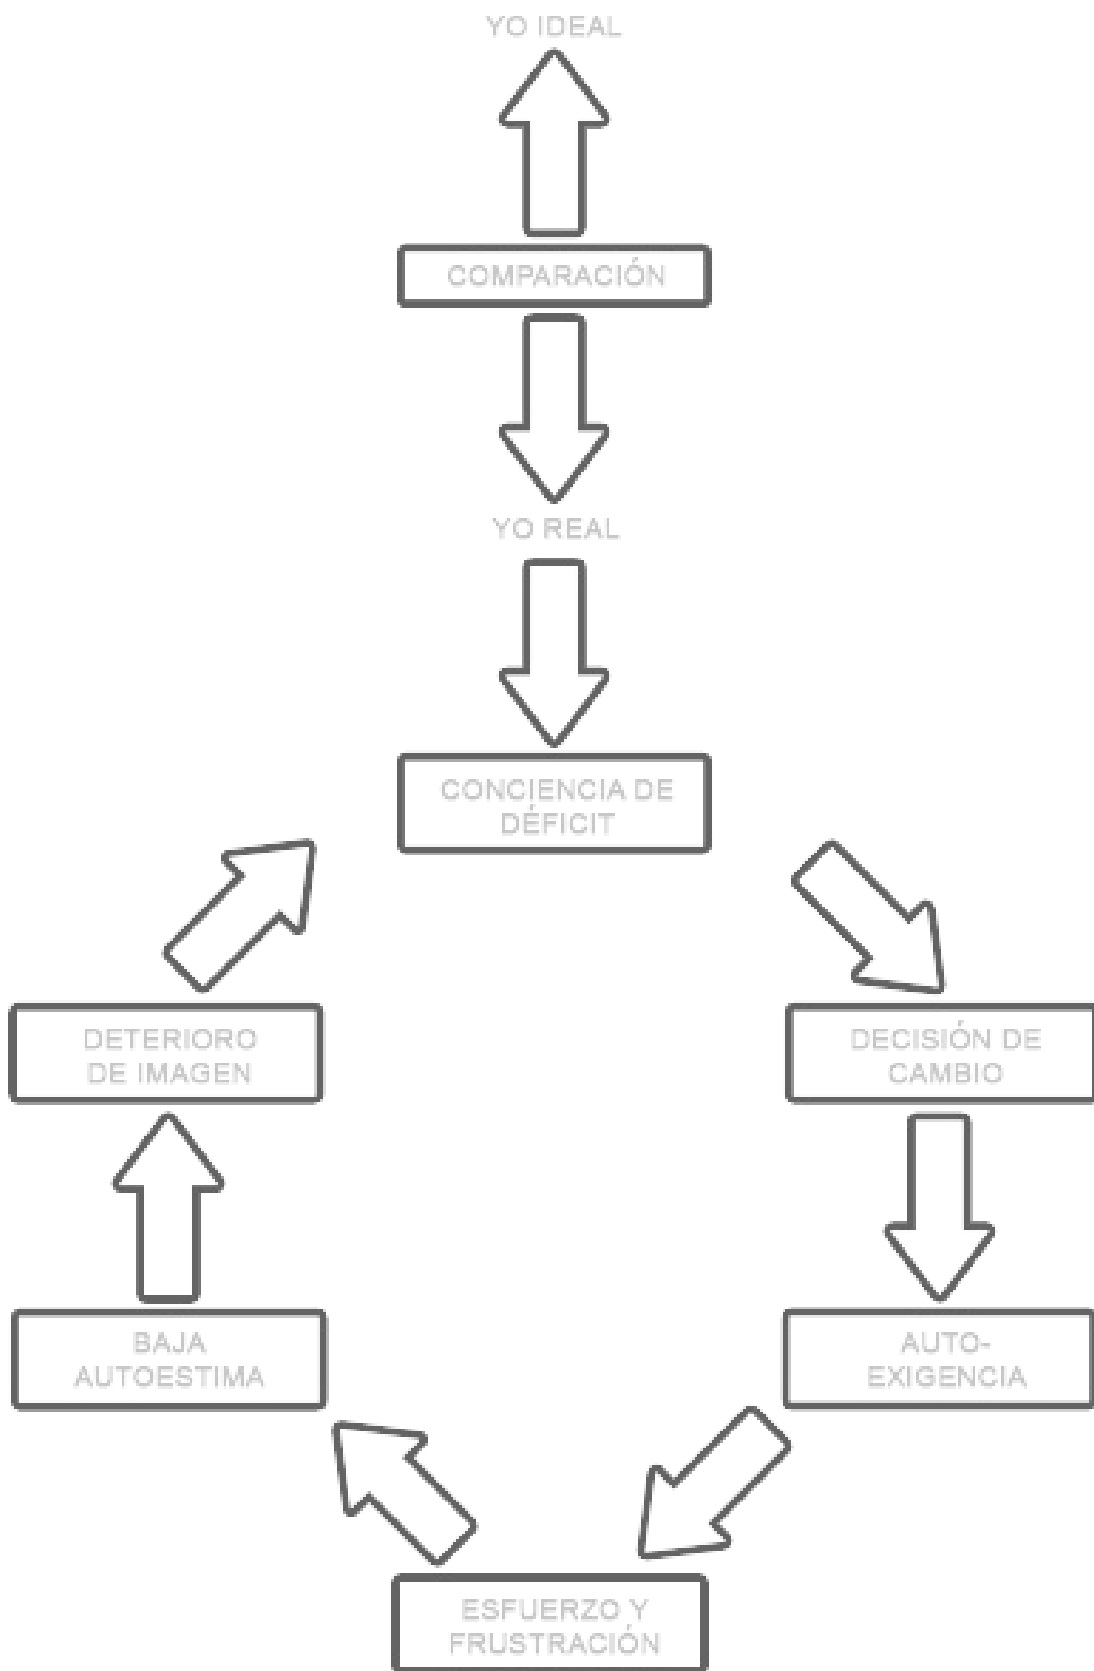 YO IDEAL
COMPARACIÓN
YO REAL
CONCIENCIA DE
DÉFICIT
DETERIORO
DE IMAGEN
DECISIÓN DE
CAMBIO
BAJA
AUTOESTIMA
AUTO-
EXIGENCIA
ESFUERZO Y
FRUSTRACIÓN